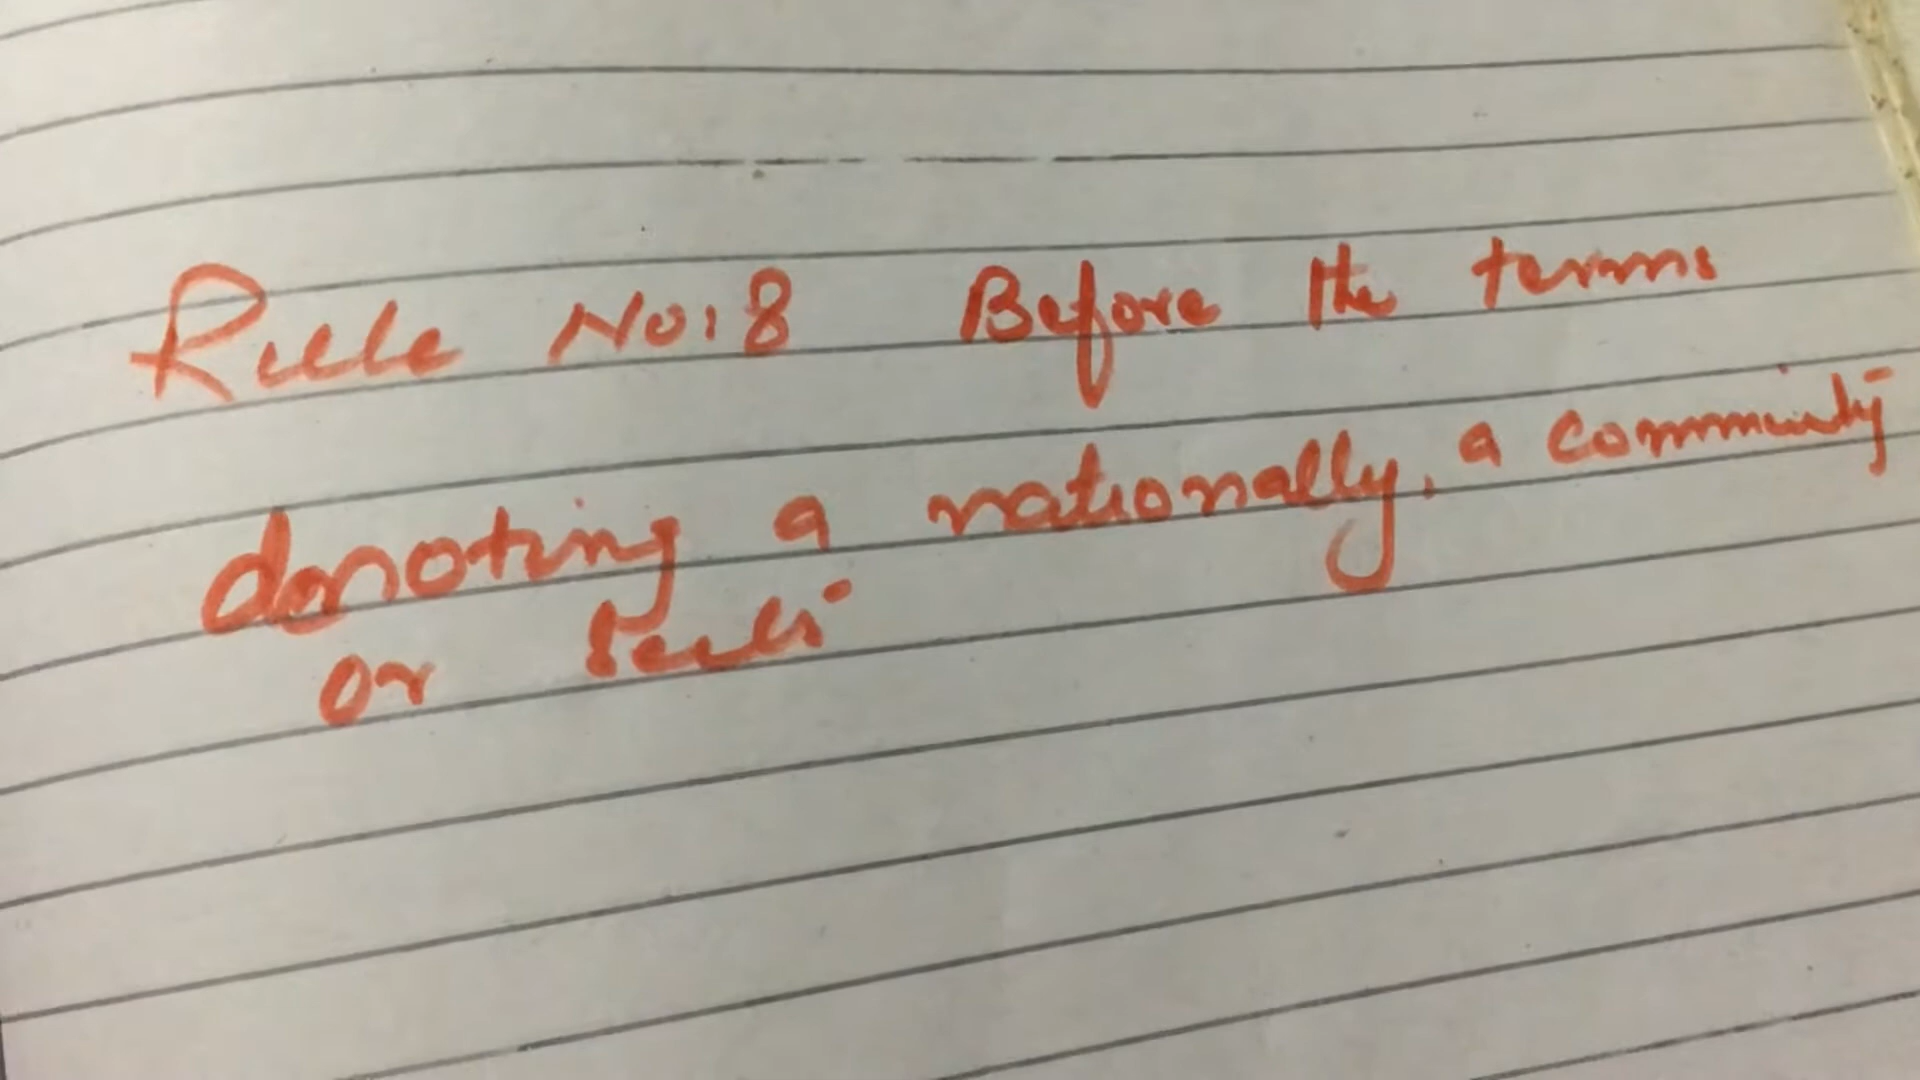 Rule No: 8 Before the terms
denoting a nationally, a community
or